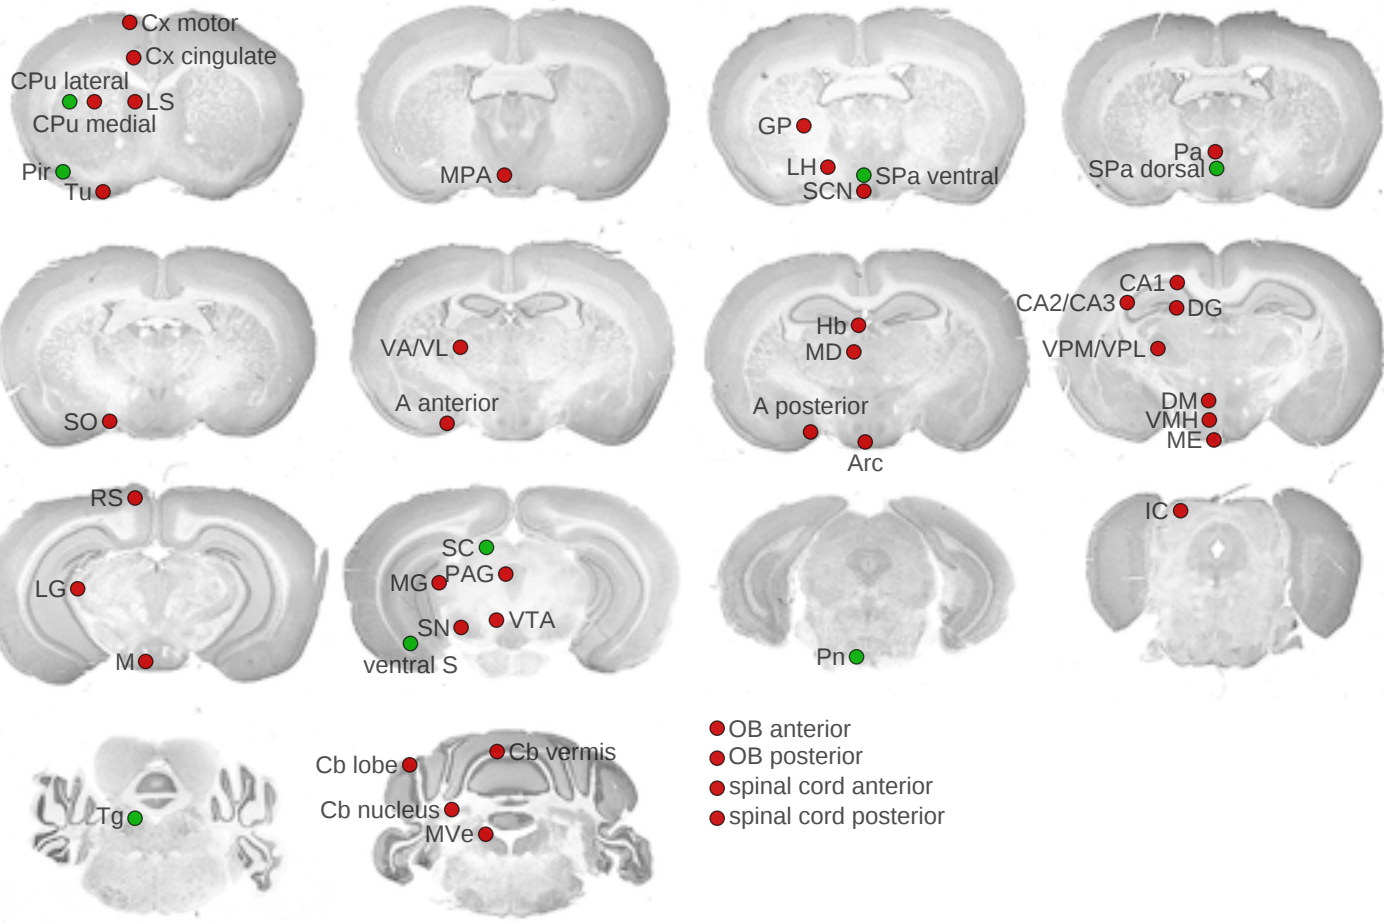 Cx motor
Cx cingulate
CPu lateral
LS
CPu medial
Pir
Tu
MPA
GP
LH
SPa ventral
SCN
Pa
SPa dorsal
SO
VA/VL
A anterior
Hb
MD
A posterior
Arc
CA1
CA2/CA3
DG
VPM/VPL
DM
VMH
ME
RS
LG
M
SC
MG
PAG
SN
VTA
ventral S
Pn
IC
Tg
Cb lobe
Cb vermis
Cb nucleus
MVe
OB anterior
OB posterior
spinal cord anterior
spinal cord posterior